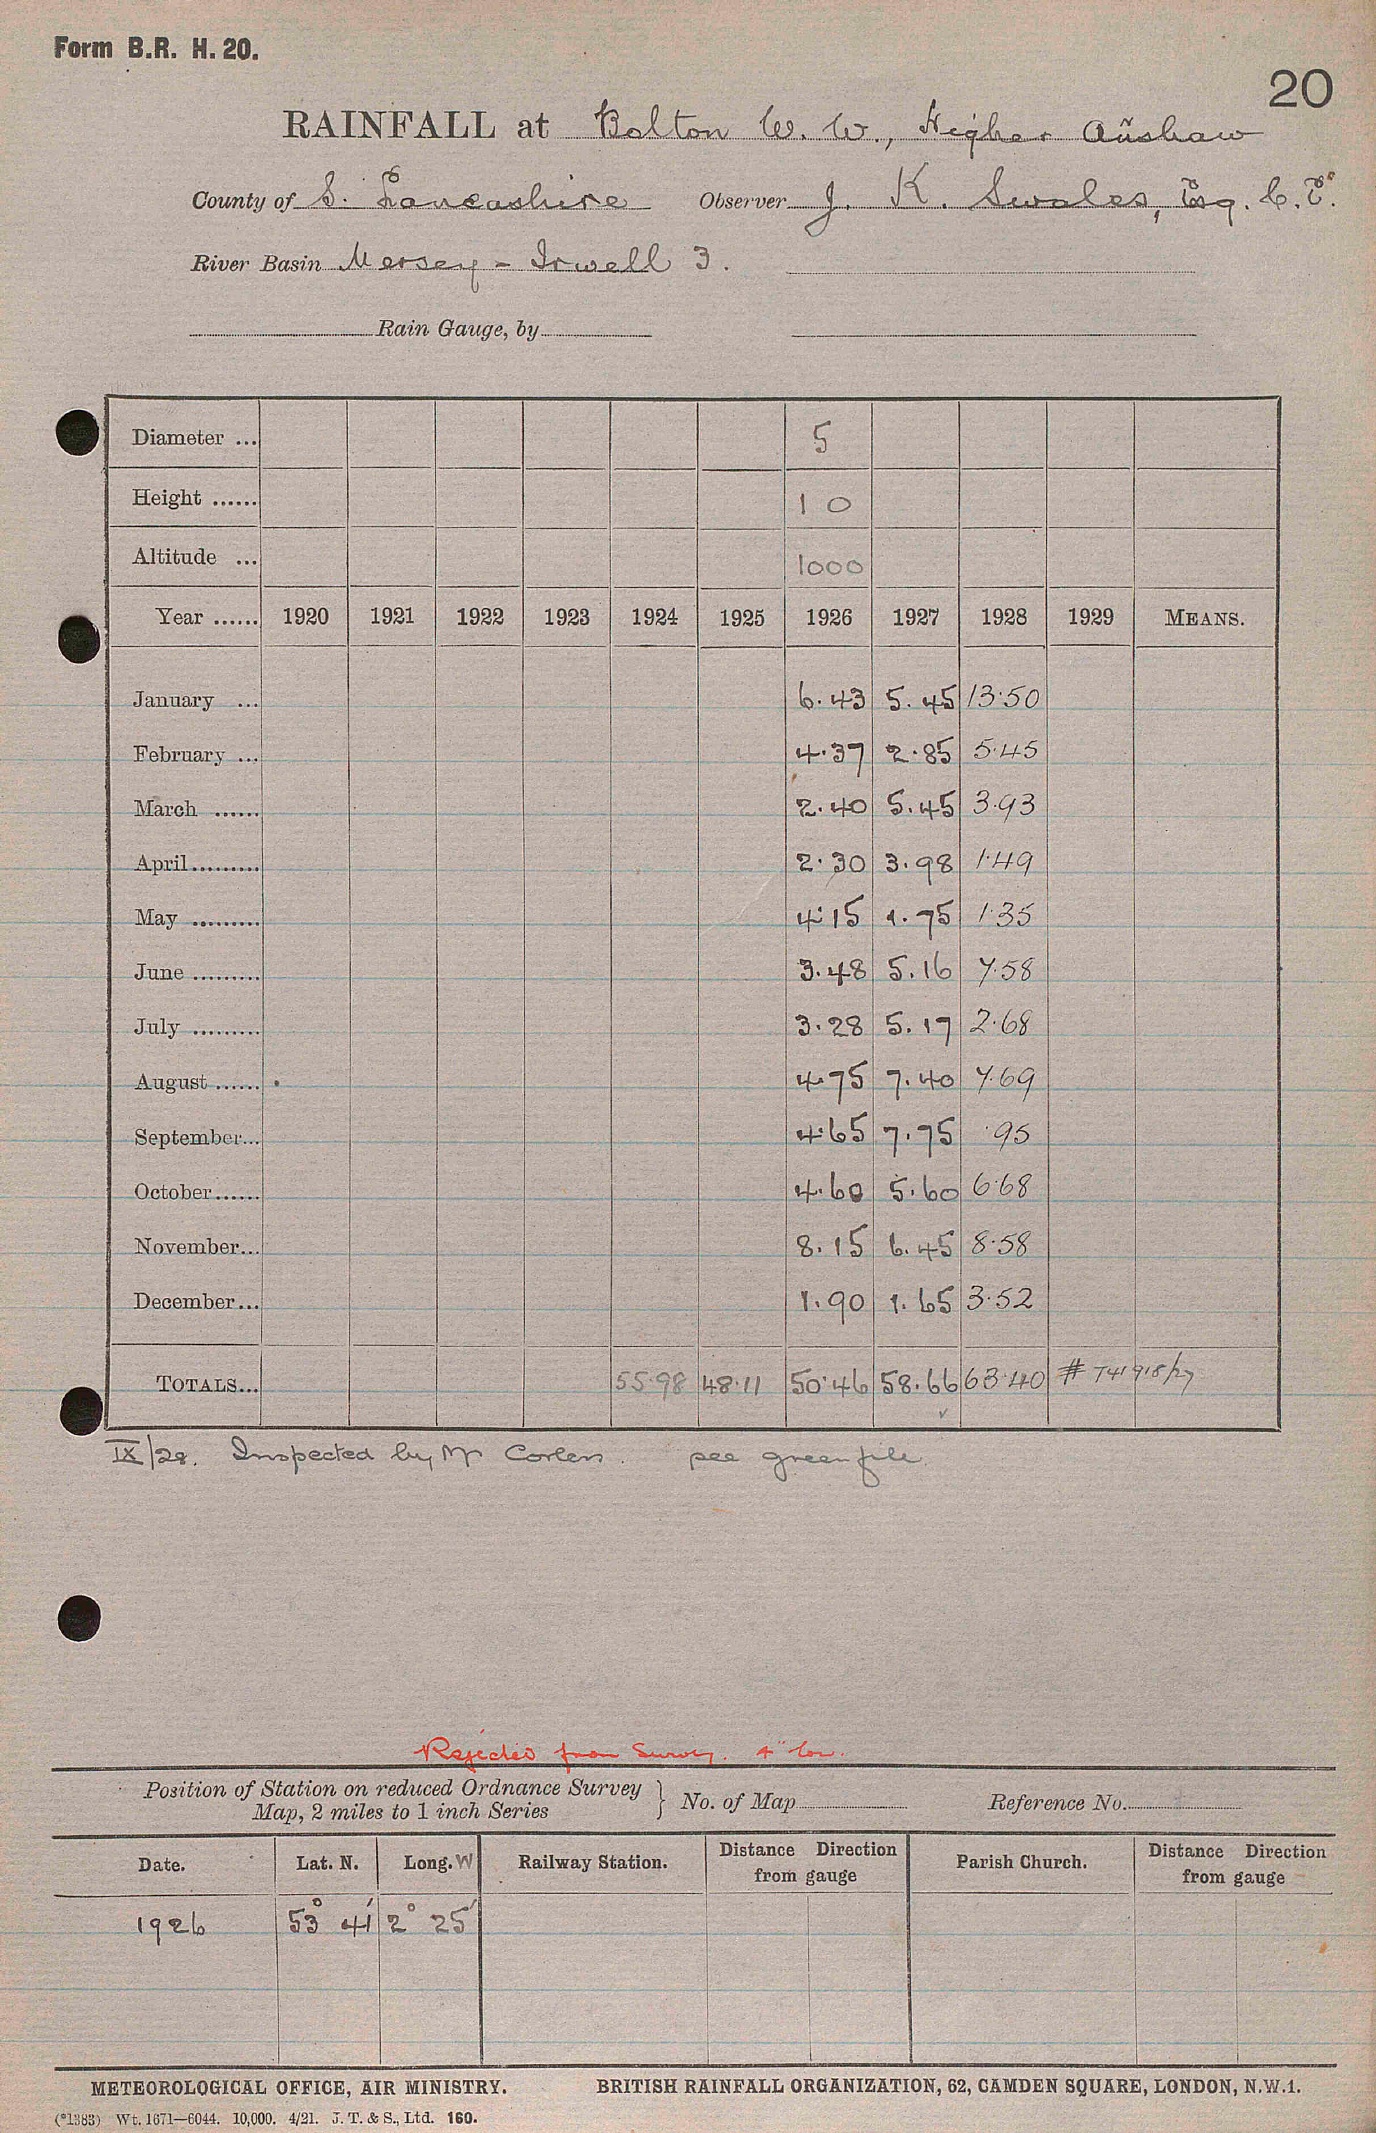 Form B.R. H. 20.
20
RAINFALL at Bolton W. W., Higher Aushaw
County of S. Lancashire Observer J. K. Swales, Esq. C.E.
River Basin Mersey - Irwell 3.
Rain Gauge, by
Diameter ... 5
Height ...... 10
Altitude ... 1000
Year ...... 1920 1921 1922 1923 1924 1925 1926 1927 1928 1929 MEANS.
January ... 6.43 5.45 13.50
February ... 4.37 2.85 5.45
March ...... 2.40 5.45 3.93
April......... 2.30 3.98 1.49
May ......... 4.15 1.75 1.35
June ......... 3.48 5.16 7.58
July ......... 3.28 5.17 2.68
August ...... 4.75 7.40 7.69
September... 4.65 7.75 .95
October...... 4.60 5.60 6.68
November... 8.15 6.45 8.58
December... 1.90 1.65 3.52
TOTALS... 55.98 48.11 50.46 58.66 63.40 # T41918/27
IX/28. Inspected by Mr see green file.
Rejected from Survey. 4"
Position of Station on reduced Ordnance Survey
Map, 2 miles to 1 inch Series } No. of Map Reference No.
Date. Lat. N. Long. W Railway Station. Distance Direction from gauge Parish Church. Distance Direction from gauge
1926 53° 41' 2° 25'
METEOROLOGICAL OFFICE, AIR MINISTRY. BRITISH RAINFALL ORGANIZATION, 62, CAMDEN SQUARE, LONDON, N.W.1.
(*1383) Wt. 1671—6044. 10,000. 4/21. J. T. & S., Ltd. 160.